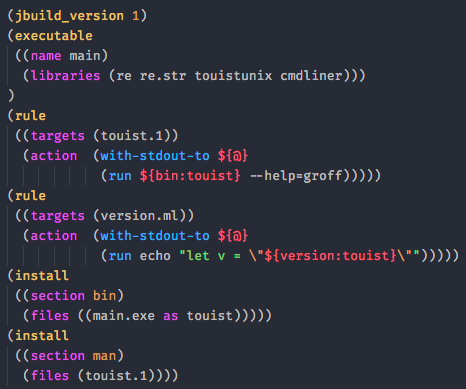 (jbuild_version 1)
(executable
 ((name main)
  (libraries (re re.str touistunix cmdliner)))
)
(rule
 ((targets (touist.1))
  (action  (with-stdout-to ${@}
            (run ${bin:touist} --help=groff)))))
(rule
 ((targets (version.ml))
  (action  (with-stdout-to ${@}
            (run echo "let v = \"${version:touist}\"")))))
(install
 ((section bin)
  (files ((main.exe as touist)))))
(install
 ((section man)
  (files (touist.1))))